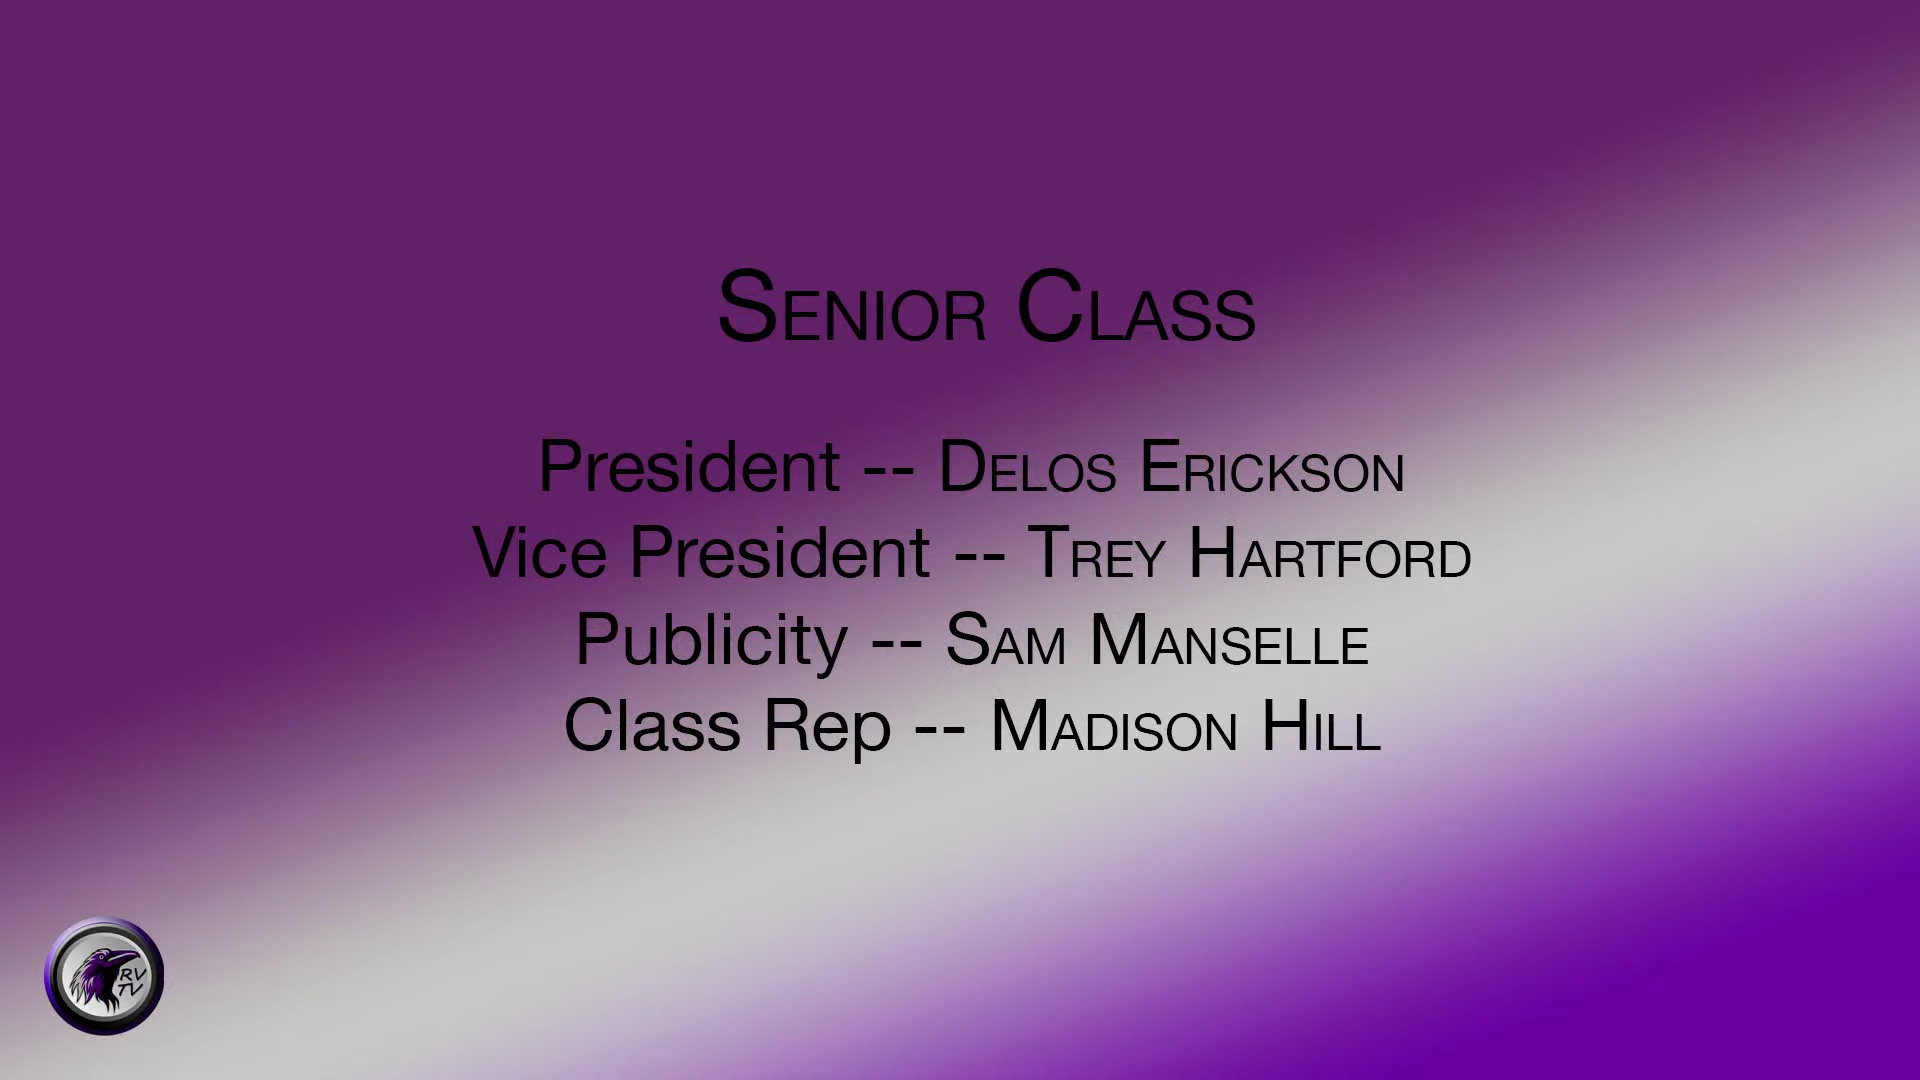 Senior Class
President -- Delos Erickson
Vice President -- Trey Hartford
Publicity -- Sam Manselle
Class Rep -- Madison Hill
RV
TV